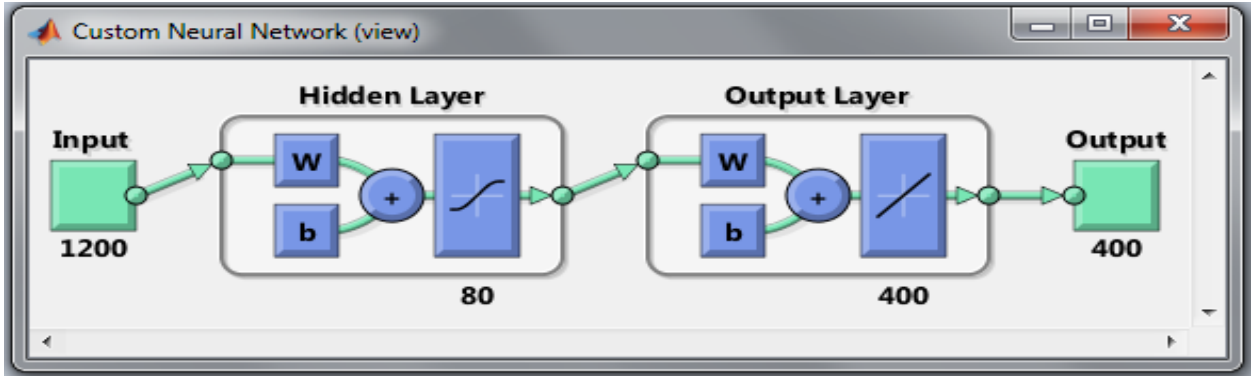 Custom Neural Network (view)
Hidden Layer
Output Layer
Input
Output
W
W
+
+
b
b
1200
400
80
400